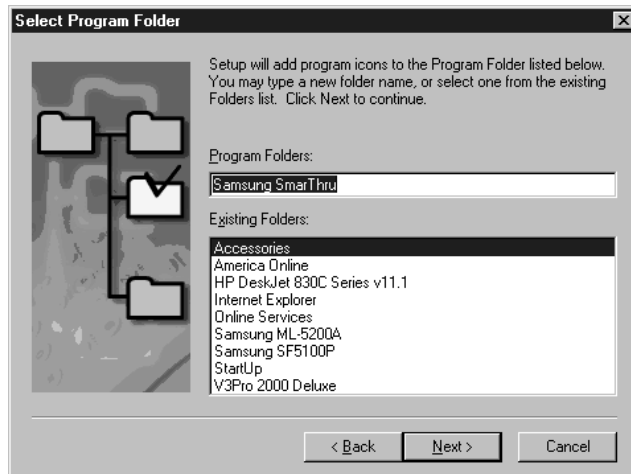 Select Program Folder
Setup will add program icons to the Program Folder listed below.
You may type a new folder name, or select one from the existing
Folders list. Click Next to continue.
Program Folders:
Samsung SmarThru
Existing Folders:
Accessories
America Online
HP DeskJet 830C Series v11.1
Internet Explorer
Online Services
Samsung ML-5200A
Samsung SF5100P
StartUp
V3Pro 2000 Deluxe
< Back
Next >
Cancel